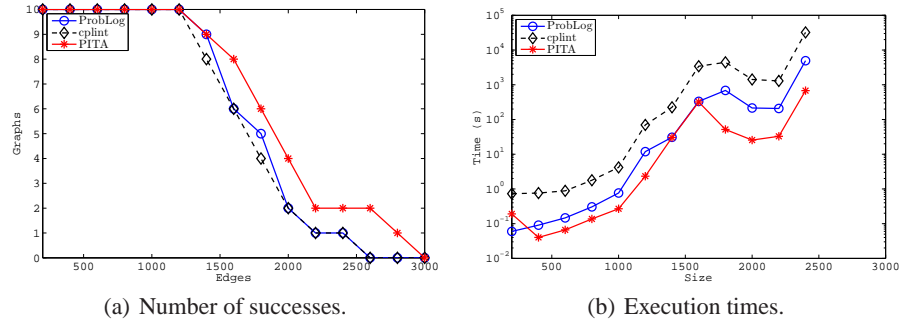 ProbLog
cplint
PITA
10
9
8
7
6
5
4
3
2
1
0
Graphs
500 1000 1500 2000 2500 3000
Edges
(a) Number of successes.
ProbLog
cplint
PITA
10^5
10^4
10^3
10^2
10^1
10^0
10^-1
10^-2
Time (s)
500 1000 1500 2000 2500 3000
Size
(b) Execution times.